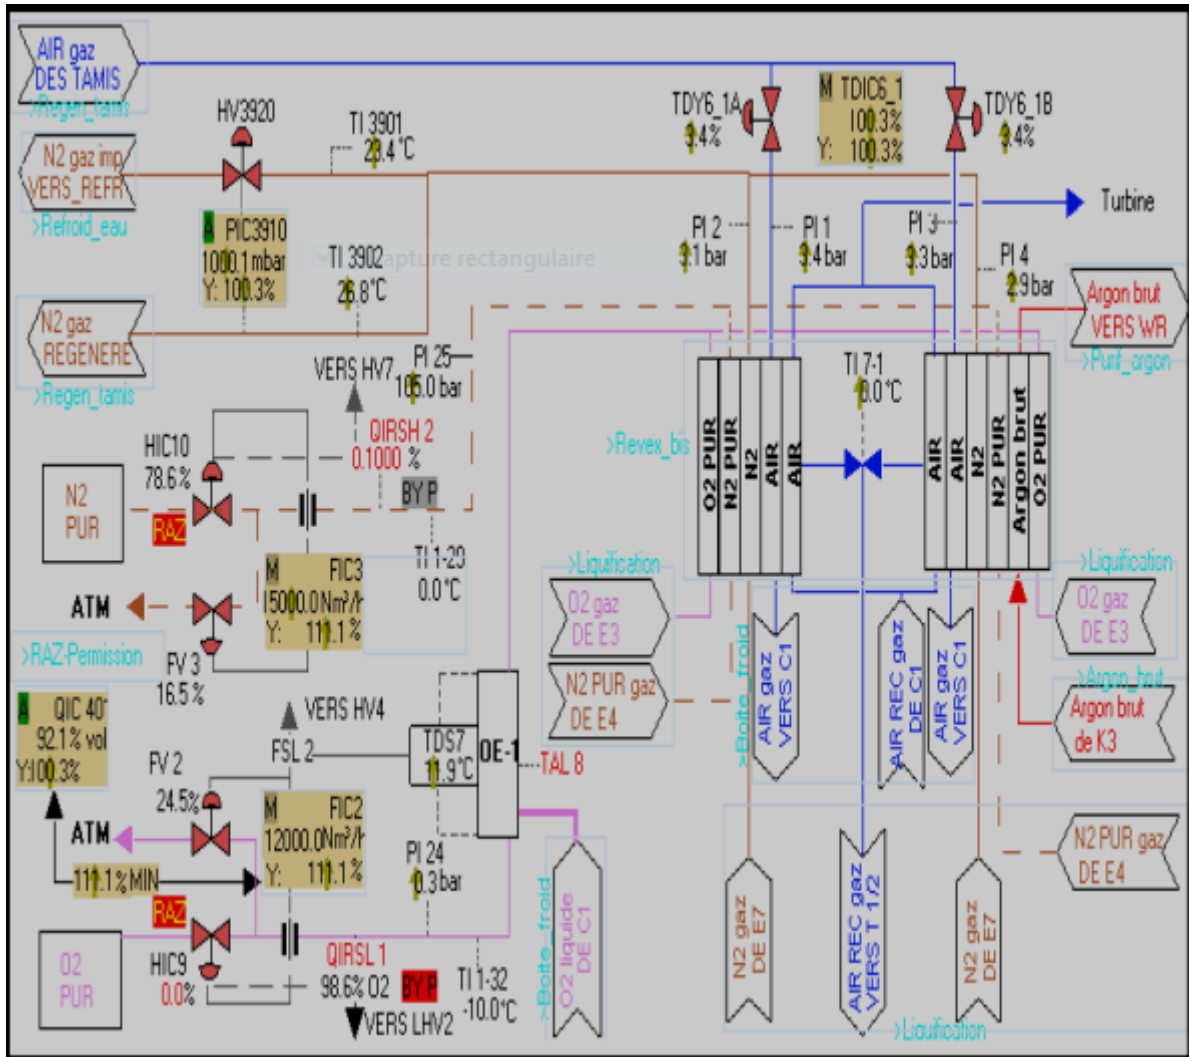 AIR gaz
DES TAMIS
>Regen_tamis
HV3920
TI 3901
°C
N2 gaz imp
VERS_REFR
>Refroid_eau
A PIC3910
1000.1 mbar
Y: 100.3%
TI 3902
26.8°C
capture rectangulaire
N2 gaz
REGENERE
>Regen_tamis
TDY6_1A
3.4%
M TDIC6_1
100.3%
Y: 100.3%
TDY6_1B
3.4%
Turbine
PI 2
3.1 bar
PI 1
3.4 bar
PI 3
3.3 bar
PI 4
2.9 bar
Argon brut
VERS WR
>Purif_argon
VERS HV7
PI 25
bar
QIRSH 2
0.1000 %
BY P
HIC10
78.6%
N2
PUR
RAZ
TI 1-29
0.0°C
M FIC3
15000.0Nm³/h
Y: 111.1%
ATM
FV 3
16.5%
>RAZ-Permission
>Revex_bis
TI 7-1
0.0°C
O2 PUR
N2 PUR
N2
AIR
AIR
AIR
AIR
N2
N2 PUR
Argon brut
O2 PUR
>Liquification
O2 gaz
DE E3
N2 PUR gaz
DE E4
>Boite_froid
AIR gaz
VERS C1
AIR REC gaz
DE C1
AIR gaz
VERS C1
>Liquification
O2 gaz
DE E3
>Argon_brut
Argon brut
de K3
N2 PUR gaz
DE E4
A QIC 40
92.1% vol
Y:100.3%
VERS HV4
FSL 2
FV 2
24.5%
TDS7
11.9°C
OE-1
TAL 8
ATM
M FIC2
12000.0Nm³/h
Y: 111.1%
111.1% MIN
PI 24
0.3 bar
RAZ
O2
PUR
HIC9
0.0%
QIRSL 1
98.6% O2
BY P
TI 1-32
-10.0°C
VERS LHV2
>Boite_froid
O2 liquide
DE C1
N2 gaz
DE E7
AIR REC gaz
VERS T 1/2
N2 gaz
DE E7
>Liquification